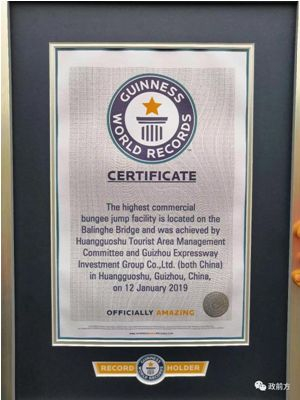 GUINNESS
WORLD RECORDS
CERTIFICATE
The highest commercial
bungee jump facility is located on the
Balinghe Bridge and was achieved by
Huangguoshu Tourist Area Management
Committee and Guizhou Expressway
Investment Group Co.,Ltd. (both China)
in Huangguoshu, Guizhou, China,
on 12 January 2019
OFFICIALLY AMAZING
RECORD HOLDER
政前方